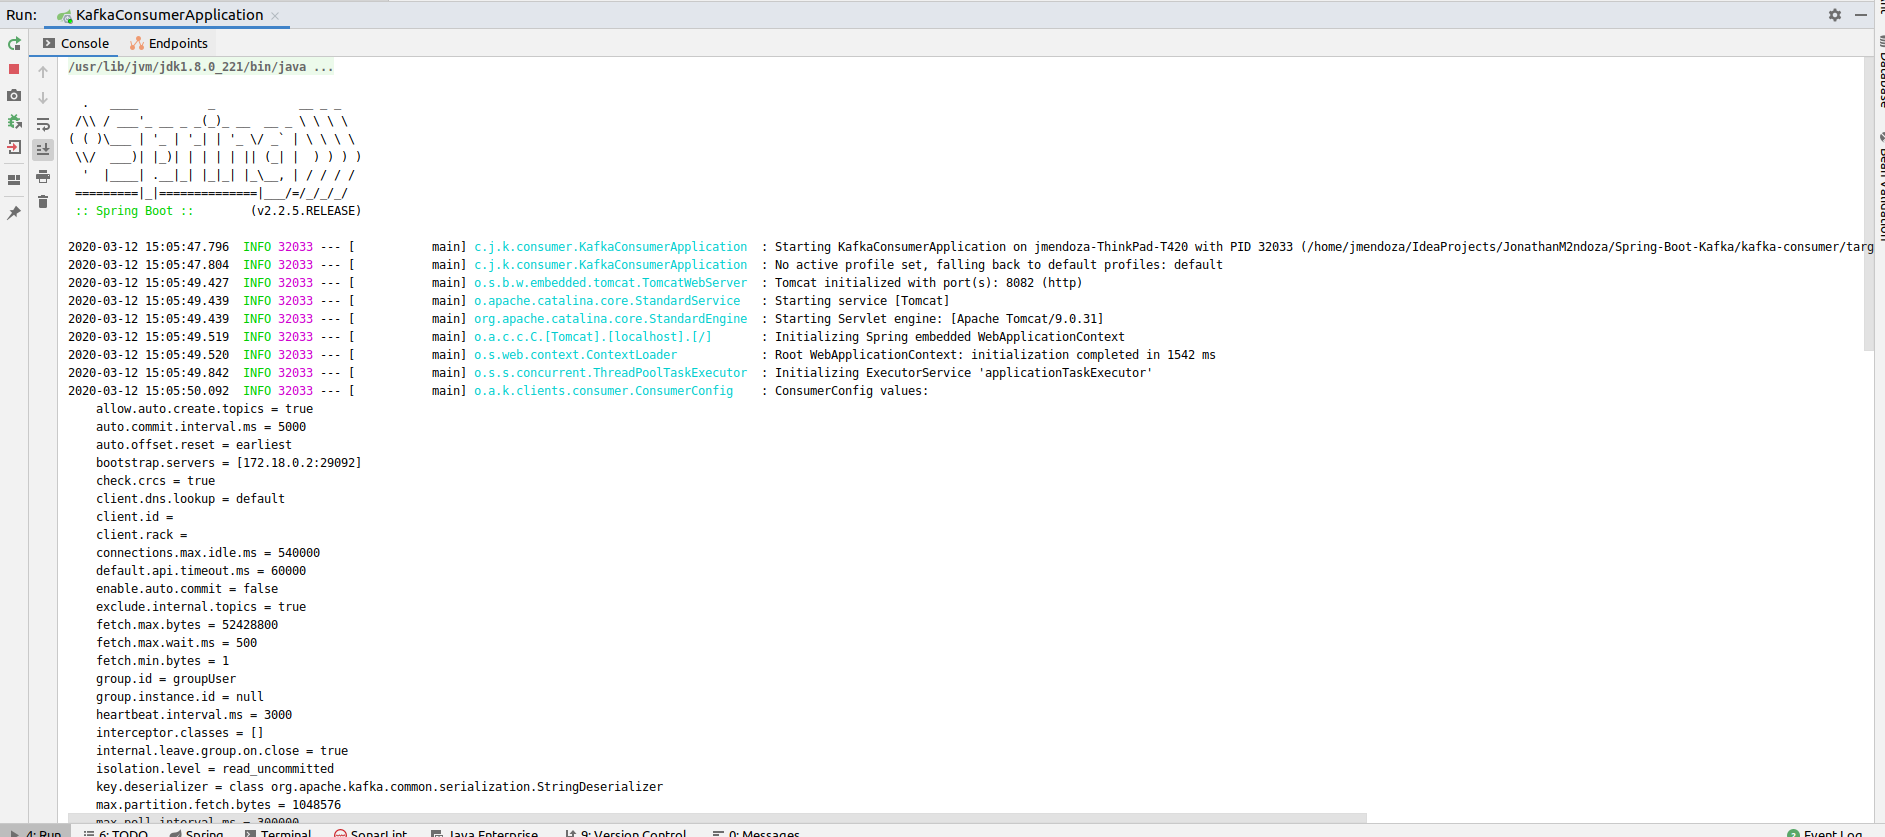 Run: KafkaConsumerApplication
Console Endpoints
/usr/lib/jvm/jdk1.8.0_221/bin/java ...
  .   ____          _            __ _ _
 /\\ / ___'_ __ _ _(_)_ __  __ _ \ \ \ \
( ( )\___ | '_ | '_| | '_ \/ _` | \ \ \ \
 \\/  ___)| |_)| | | | | || (_| |  ) ) ) )
  '  |____| .__|_| |_|_| |_\__, | / / / /
 =========|_|==============|___/=/_/_/_/
 :: Spring Boot ::        (v2.2.5.RELEASE)
2020-03-12 15:05:47.796  INFO 32033 --- [           main] c.j.k.consumer.KafkaConsumerApplication  : Starting KafkaConsumerApplication on jmendoza-ThinkPad-T420 with PID 32033 (/home/jmendoza/IdeaProjects/JonathanM2ndoza/Spring-Boot-Kafka/kafka-consumer/targ
2020-03-12 15:05:47.804  INFO 32033 --- [           main] c.j.k.consumer.KafkaConsumerApplication  : No active profile set, falling back to default profiles: default
2020-03-12 15:05:49.427  INFO 32033 --- [           main] o.s.b.w.embedded.tomcat.TomcatWebServer  : Tomcat initialized with port(s): 8082 (http)
2020-03-12 15:05:49.439  INFO 32033 --- [           main] o.apache.catalina.core.StandardService   : Starting service [Tomcat]
2020-03-12 15:05:49.439  INFO 32033 --- [           main] org.apache.catalina.core.StandardEngine  : Starting Servlet engine: [Apache Tomcat/9.0.31]
2020-03-12 15:05:49.519  INFO 32033 --- [           main] o.a.c.c.C.[Tomcat].[localhost].[/]       : Initializing Spring embedded WebApplicationContext
2020-03-12 15:05:49.520  INFO 32033 --- [           main] o.s.web.context.ContextLoader            : Root WebApplicationContext: initialization completed in 1542 ms
2020-03-12 15:05:49.842  INFO 32033 --- [           main] o.s.s.concurrent.ThreadPoolTaskExecutor  : Initializing ExecutorService 'applicationTaskExecutor'
2020-03-12 15:05:50.092  INFO 32033 --- [           main] o.a.k.clients.consumer.ConsumerConfig    : ConsumerConfig values:
allow.auto.create.topics = true
auto.commit.interval.ms = 5000
auto.offset.reset = earliest
bootstrap.servers = [172.18.0.2:29092]
check.crcs = true
client.dns.lookup = default
client.id =
client.rack =
connections.max.idle.ms = 540000
default.api.timeout.ms = 60000
enable.auto.commit = false
exclude.internal.topics = true
fetch.max.bytes = 52428800
fetch.max.wait.ms = 500
fetch.min.bytes = 1
group.id = groupUser
group.instance.id = null
heartbeat.interval.ms = 3000
interceptor.classes = []
internal.leave.group.on.close = true
isolation.level = read_uncommitted
key.deserializer = class org.apache.kafka.common.serialization.StringDeserializer
max.partition.fetch.bytes = 1048576
max.poll.interval.ms = 300000
4: Run 6: TODO Spring Terminal SonarLint Java Enterprise 9: Version Control 0: Messages Event Log
Database
Bean Validation